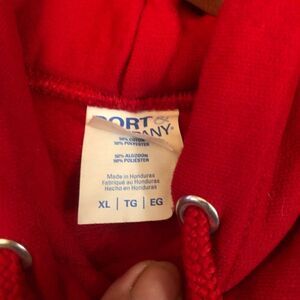 PORT &
COMPANY®
50% COTTON
50% POLYESTER
50% ALGODON
50% POLIESTER
Made in Honduras
Fabriqué au Honduras
Hecho en Honduras
XL | TG | EG